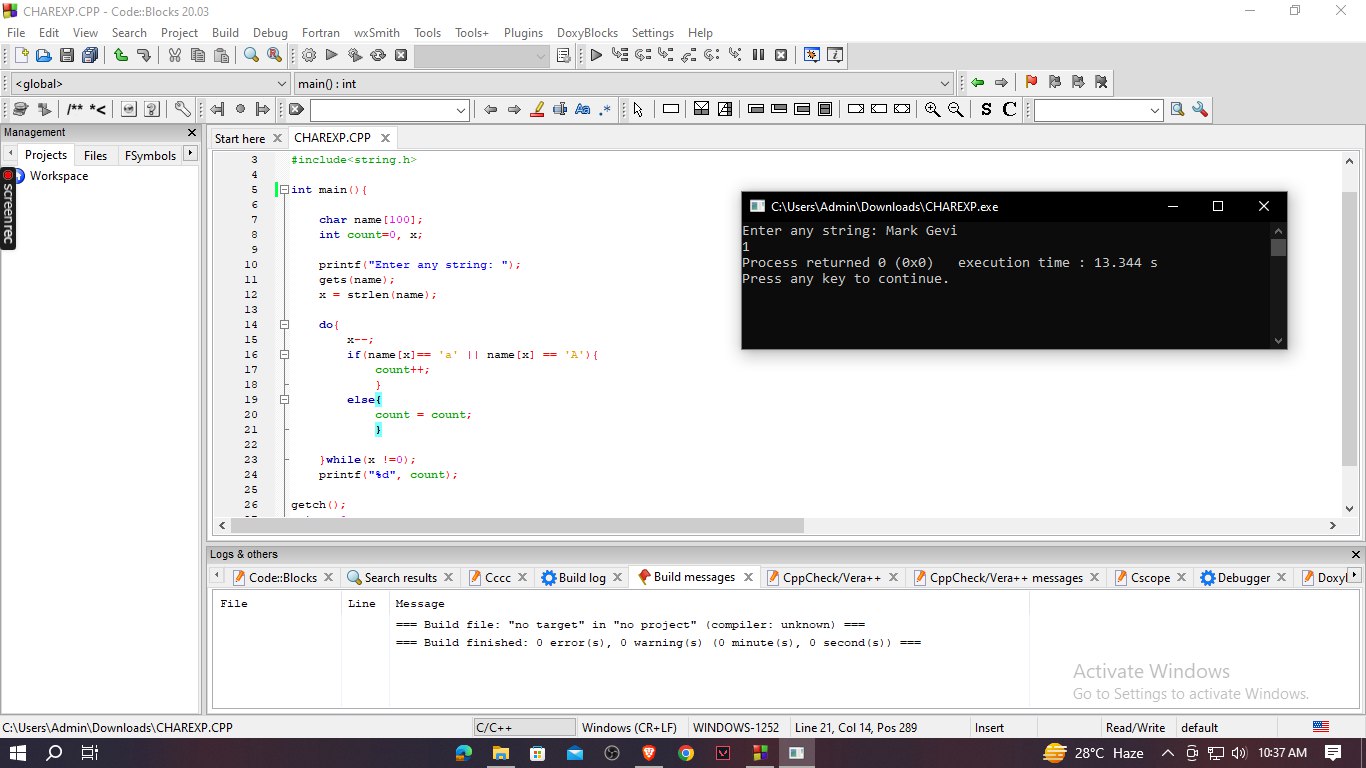 CHAREXP.CPP - Code::Blocks 20.03
File Edit View Search Project Build Debug Fortran wxSmith Tools Tools+ Plugins DoxyBlocks Settings Help
<global> main() : int
/** *< Aa .* S C
Management
Projects Files FSymbols
Workspace
screenrec
Start here CHAREXP.CPP
3 #include<string.h>
4
5 int main(){
6
7 char name[100];
8 int count=0, x;
9
10 printf("Enter any string: ");
11 gets(name);
12 x = strlen(name);
13
14 do{
15 x--;
16 if(name[x]== 'a' || name[x] == 'A'){
17 count++;
18 }
19 else{
20 count = count;
21 }
22
23 }while(x !=0);
24 printf("%d", count);
25
26 getch();
C:\Users\Admin\Downloads\CHAREXP.exe
Enter any string: Mark Gevi
1
Process returned 0 (0x0) execution time : 13.344 s
Press any key to continue.
Logs & others
Code::Blocks Search results Cccc Build log Build messages CppCheck/Vera++ CppCheck/Vera++ messages Cscope Debugger Doxyl
File Line Message
=== Build file: "no target" in "no project" (compiler: unknown) ===
=== Build finished: 0 error(s), 0 warning(s) (0 minute(s), 0 second(s)) ===
Activate Windows
Go to Settings to activate Windows.
C:\Users\Admin\Downloads\CHAREXP.CPP C/C++ Windows (CR+LF) WINDOWS-1252 Line 21, Col 14, Pos 289 Insert Read/Write default
28°C Haze 10:37 AM